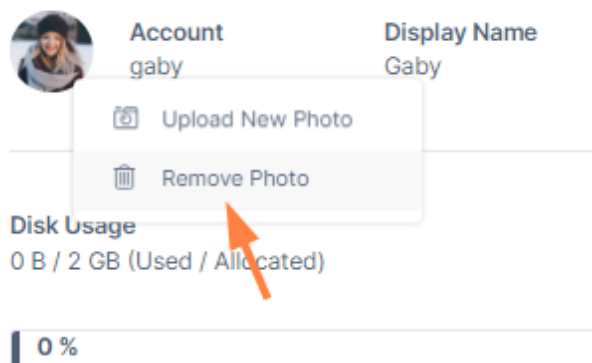 Account Display Name
gaby Gaby
Upload New Photo
Remove Photo
Disk Usage
0 B / 2 GB (Used / Allocated)
0 %